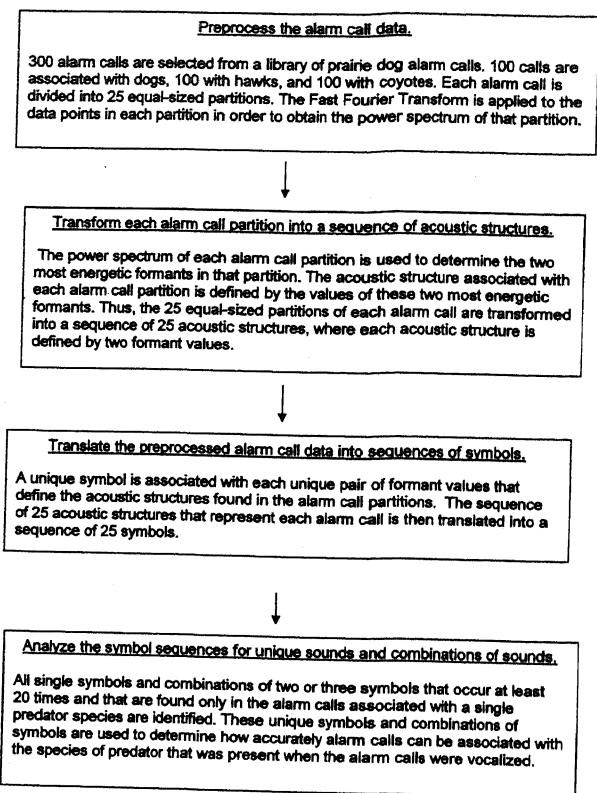 Preprocess the alarm call data.
300 alarm calls are selected from a library of prairie dog alarm calls. 100 calls are
associated with dogs, 100 with hawks, and 100 with coyotes. Each alarm call is
divided into 25 equal-sized partitions. The Fast Fourier Transform is applied to the
data points in each partition in order to obtain the power spectrum of that partition.
Transform each alarm call partition into a sequence of acoustic structures.
The power spectrum of each alarm call partition is used to determine the two
most energetic formants in that partition. The acoustic structure associated with
each alarm call partition is defined by the values of these two most energetic
formants. Thus, the 25 equal-sized partitions of each alarm call are transformed
into a sequence of 25 acoustic structures, where each acoustic structure is
defined by two formant values.
Translate the preprocessed alarm call data into sequences of symbols.
A unique symbol is associated with each unique pair of formant values that
define the acoustic structures found in the alarm call partitions. The sequence
of 25 acoustic structures that represent each alarm call is then translated into a
sequence of 25 symbols.
Analyze the symbol sequences for unique sounds and combinations of sounds.
All single symbols and combinations of two or three symbols that occur at least
20 times and that are found only in the alarm calls associated with a single
predator species are identified. These unique symbols and combinations of
symbols are used to determine how accurately alarm calls can be associated with
the species of predator that was present when the alarm calls were vocalized.